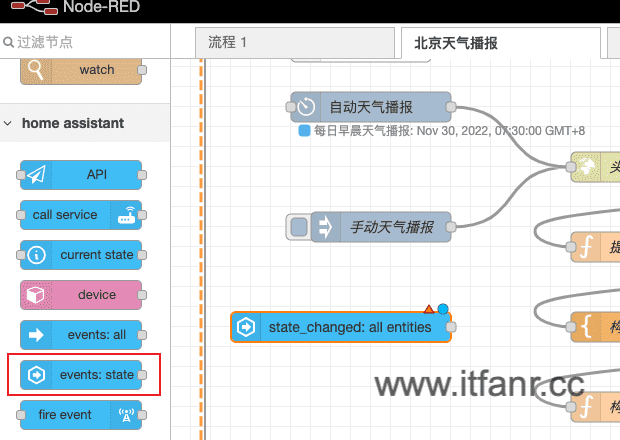 Node-RED
过滤节点
流程 1
北京天气播报
watch
home assistant
自动天气播报
每日早晨天气播报: Nov 30, 2022, 07:30:00 GMT+8
API
call service
手动天气播报
current state
提
device
events: all
state_changed: all entities
构
events: state
www.itfanr.cc
fire event
构